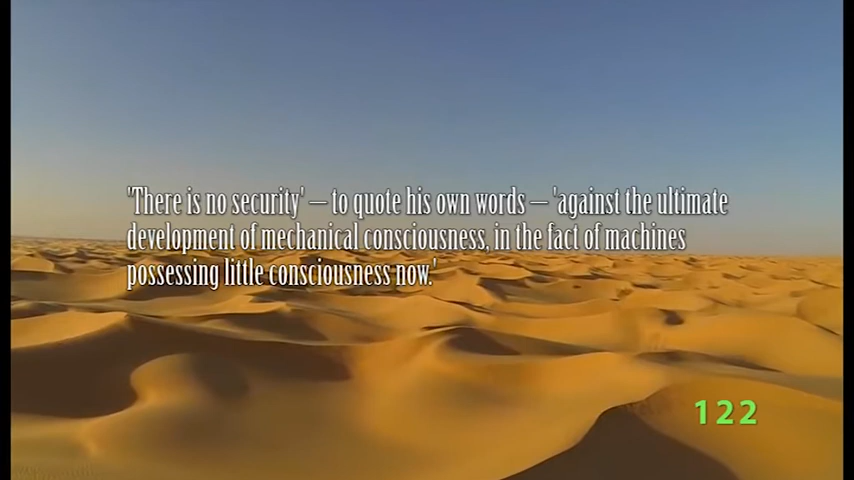 'There is no security' – to quote his own words – 'against the ultimate
development of mechanical consciousness, in the fact of machines
possessing little consciousness now.'
122